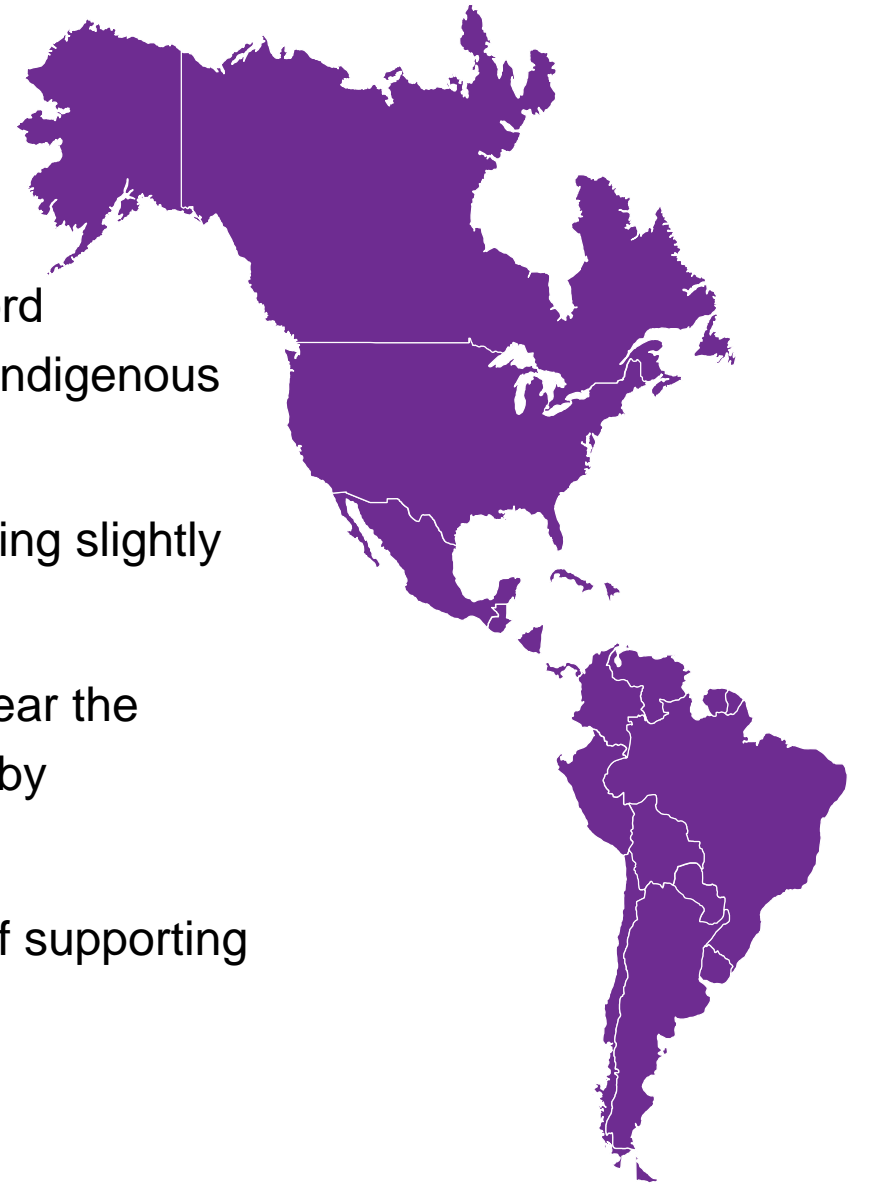 rd
ndigenous
ing slightly
ear the
by
f supporting